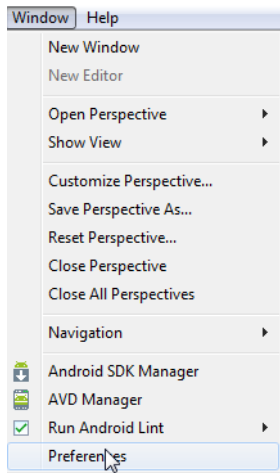 Window Help
New Window
New Editor
Open Perspective
Show View
Customize Perspective...
Save Perspective As...
Reset Perspective...
Close Perspective
Close All Perspectives
Navigation
Android SDK Manager
AVD Manager
Run Android Lint
Preferences